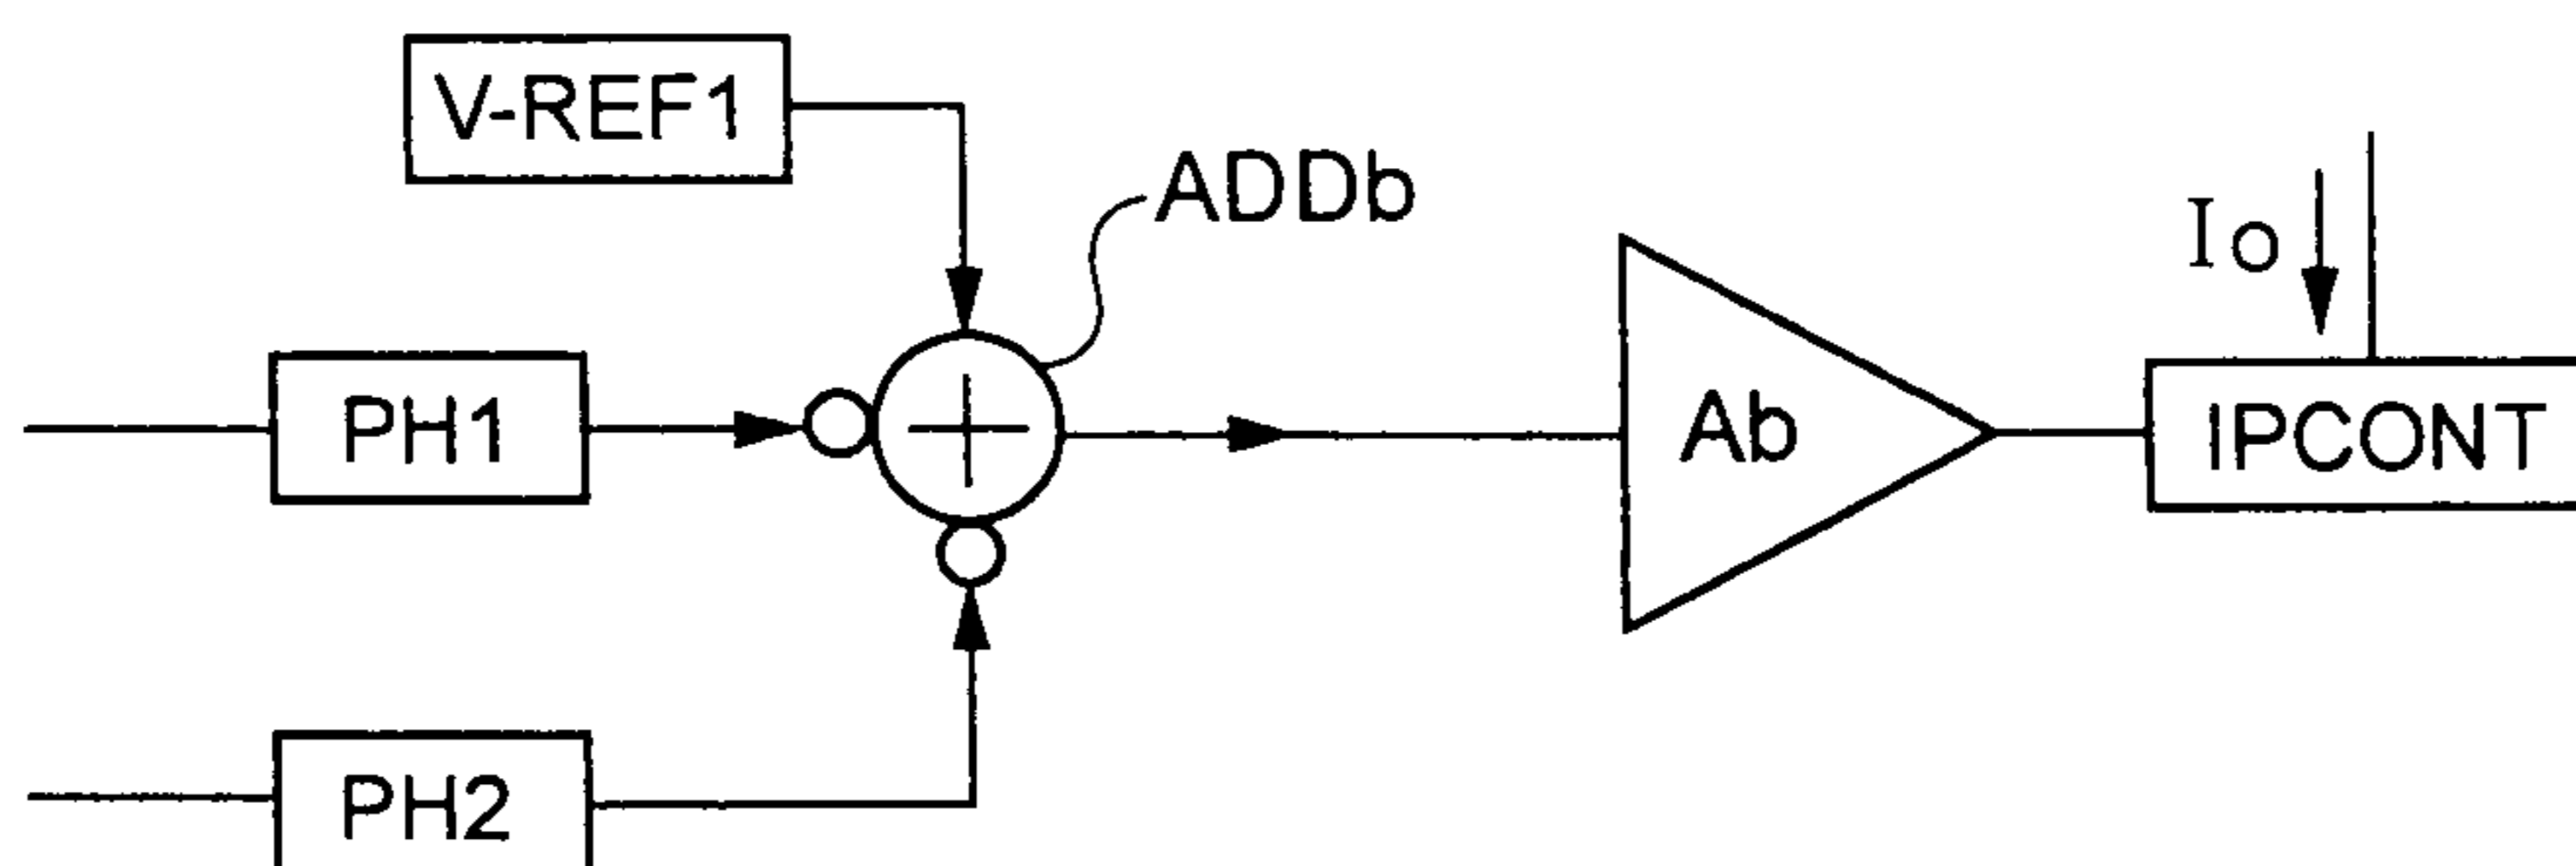 V-REF1
ADDb
Io
PH1
+
Ab
IPCONT
PH2